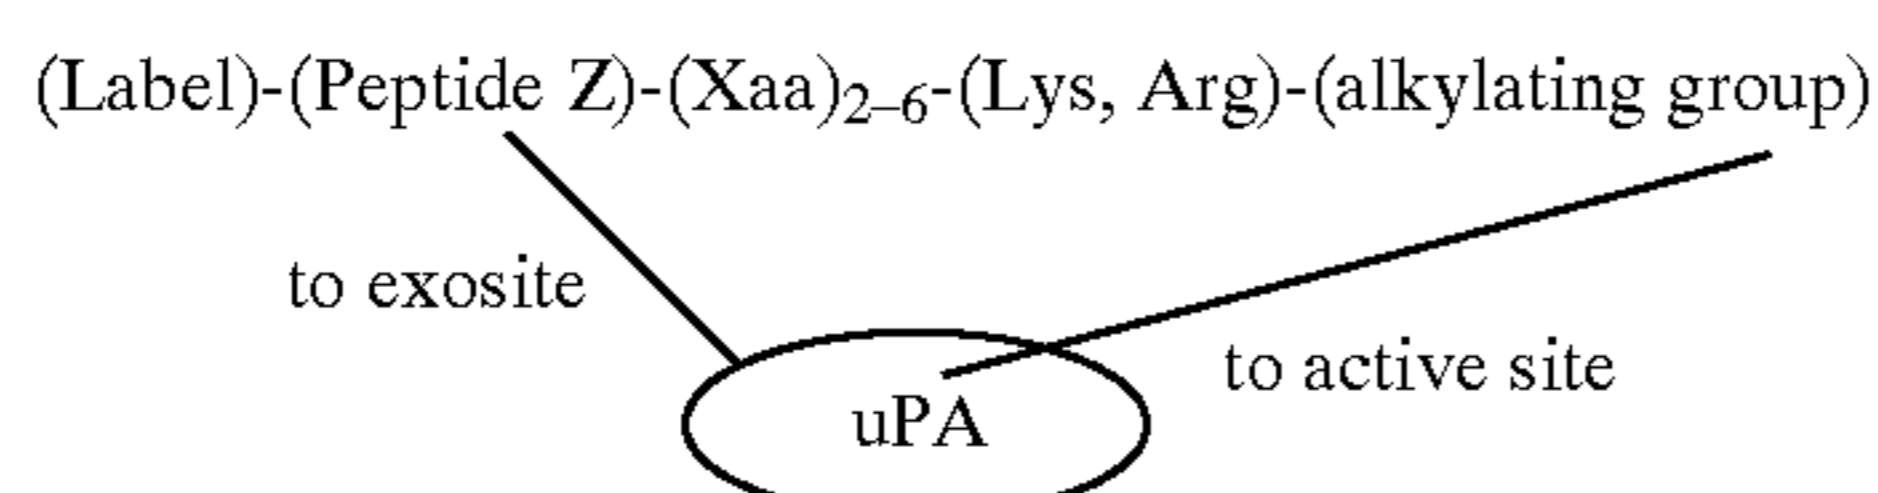 (Label)-(Peptide Z)-(Xaa)₂₋₆-(Lys, Arg)-(alkylating group)
to exosite
to active site
uPA